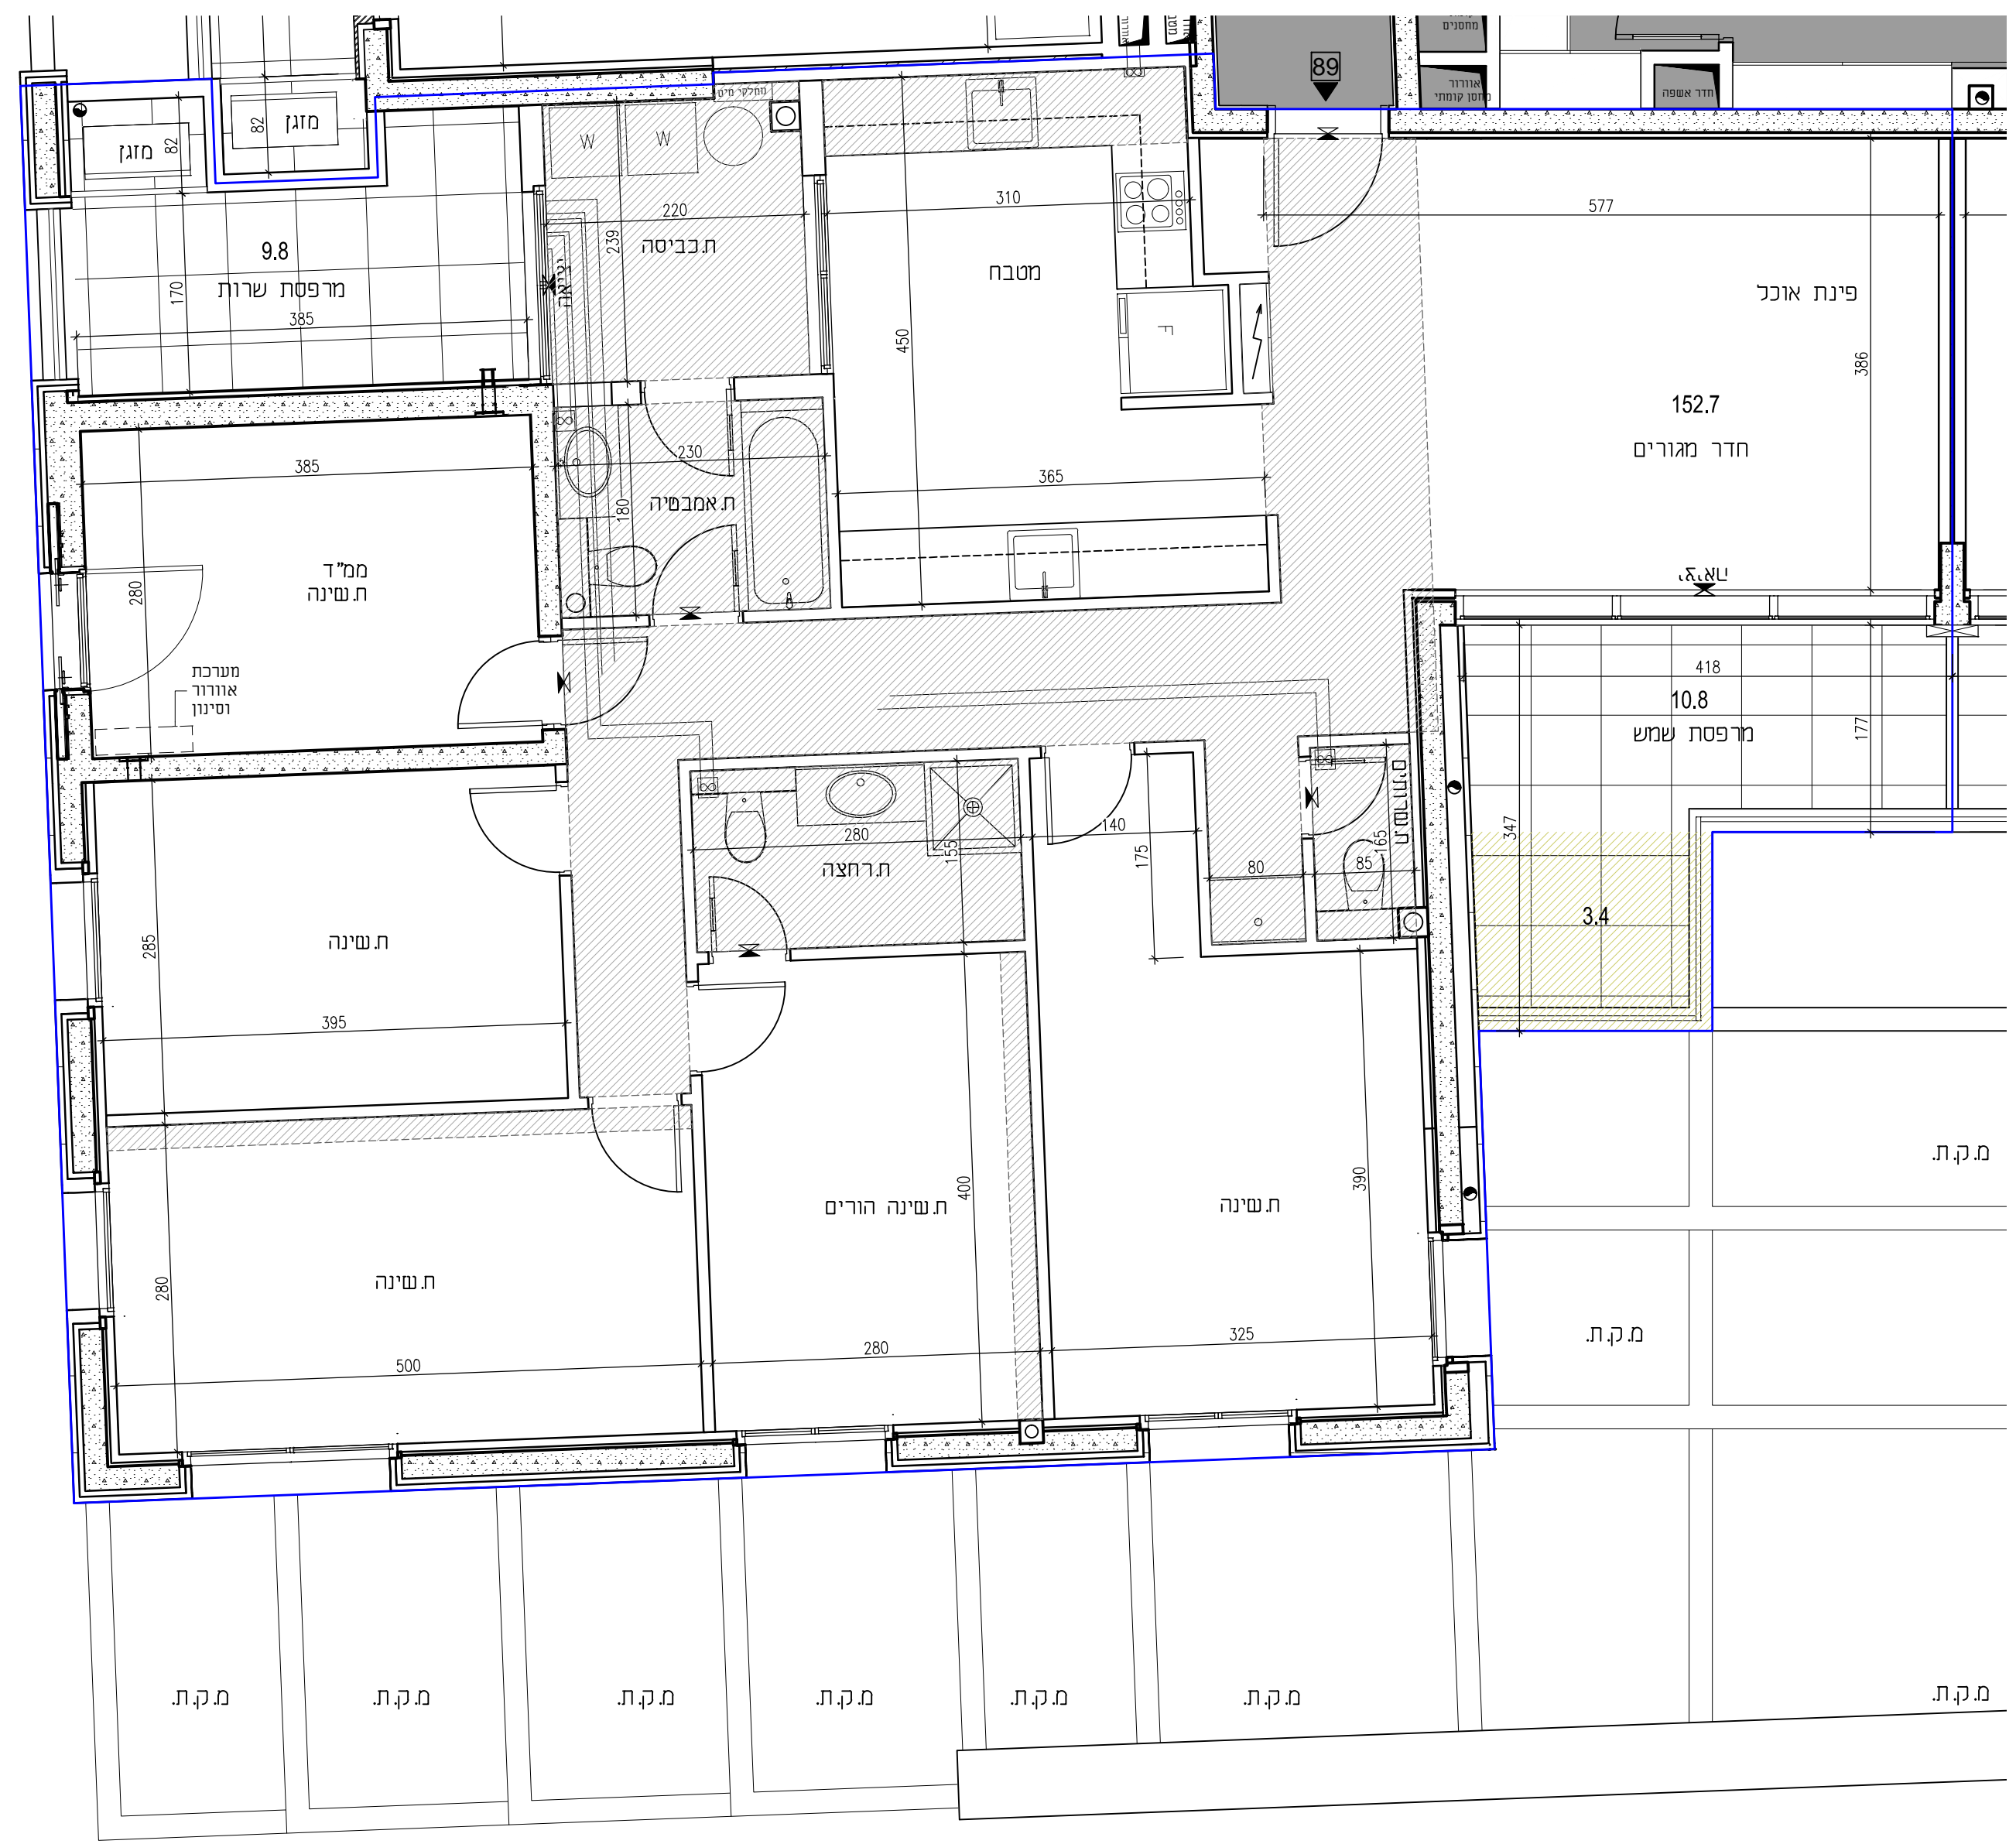 מחסנים
89
אוורור
מחסן קומתי
חדר אשפה
מחלקי מים
מזגן
82
מזגן
82
W
W
220
239
ח.כביסה
310
מטבח
450
F
365
577
פינת אוכל
386
152.7
חדר מגורים
9.8
מרפסת שרות
170
385
יציאה
385
230
180
ח.אמבטיה
ממ"ד
ח.שינה
280
מערכת
אוורור
וסינון
יציאה
418
10.8
מרפסת שמש
177
347
3.4
280
155
ח.רחצה
140
175
80
85
165
ח.שרותים
ח.שינה
285
395
ח.שינה
280
500
ח.שינה הורים
400
280
ח.שינה
390
325
מ.ק.ת.
מ.ק.ת.
מ.ק.ת.
מ.ק.ת.
מ.ק.ת.
מ.ק.ת.
מ.ק.ת.
מ.ק.ת.
מ.ק.ת.